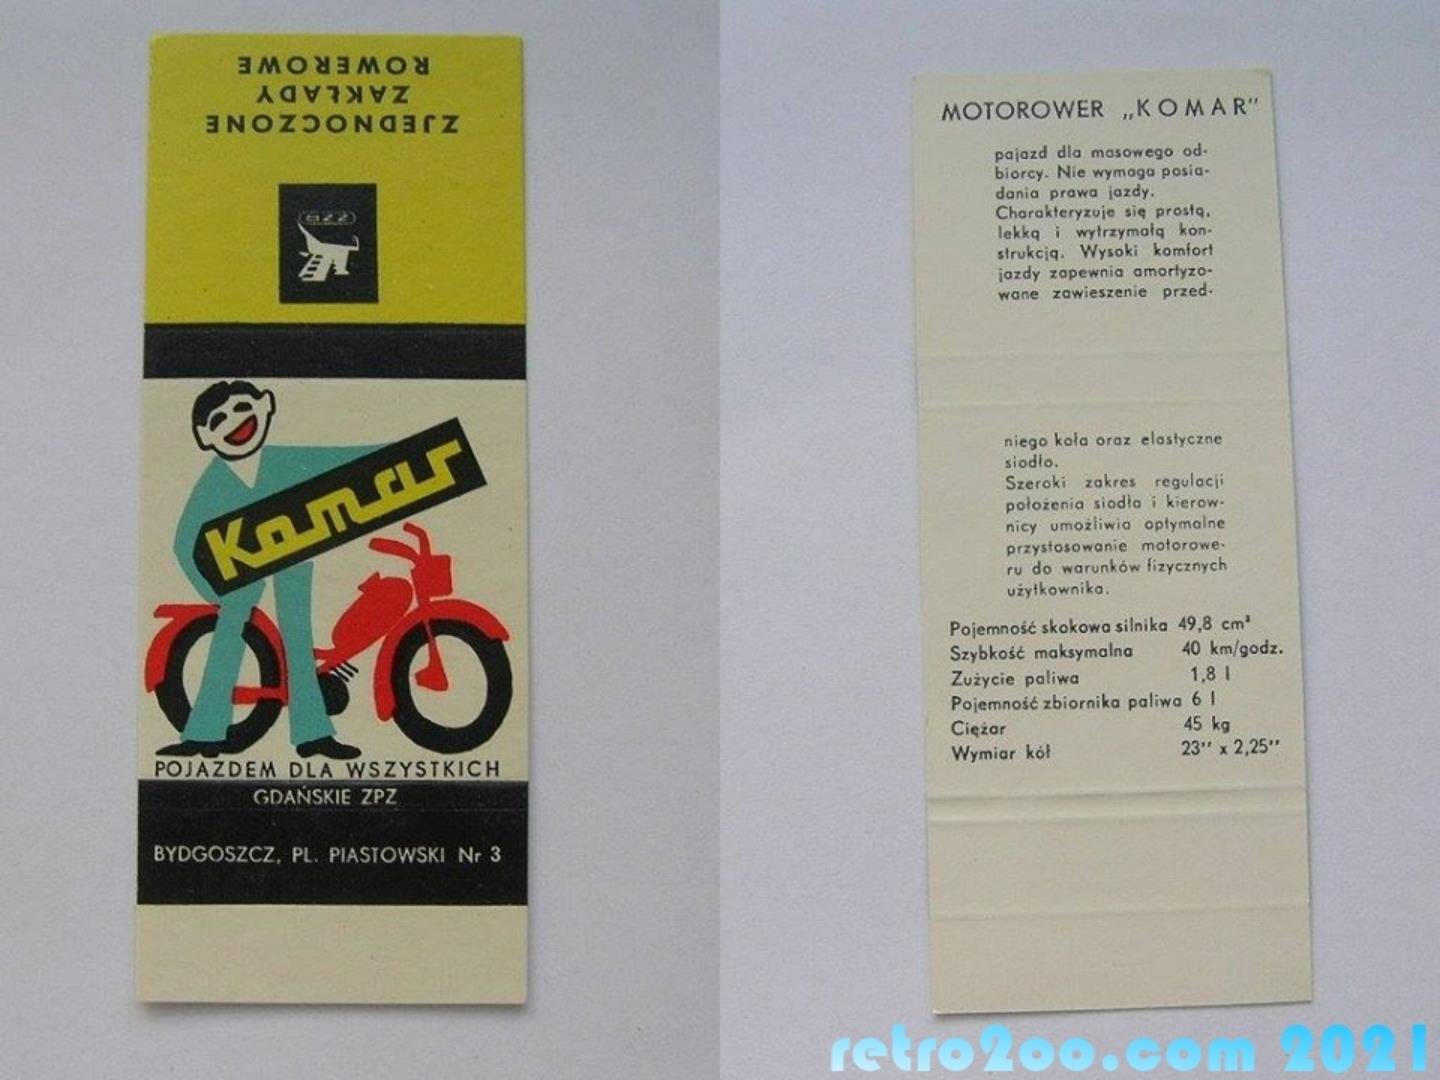 ZJEDNOCZONE
ZAKŁADY
ROWEROWE
ZZR
Komar
POJAZDEM DLA WSZYSTKICH
GDAŃSKIE ZPZ
BYDGOSZCZ, PL. PIASTOWSKI Nr 3
MOTOROWER „KOMAR"
pajazd dla masowego od-
biorcy. Nie wymaga posia-
dania prawa jazdy.
Charakteryzuje się prostą,
lekką i wytrzymałą kon-
strukcją. Wysoki komfort
jazdy zapewnia amortyzo-
wane zawieszenie przed-
niego koła oraz elastyczne
siodło.
Szeroki zakres regulacji
położenia siodła i kierow-
nicy umożliwia optymalne
przystosowanie motorowe-
ru do warunków fizycznych
użytkownika.
Pojemność skokowa silnika 49,8 cm³
Szybkość maksymalna 40 km/godz.
Zużycie paliwa 1,8 l
Pojemność zbiornika paliwa 6 l
Ciężar 45 kg
Wymiar kół 23" x 2,25"
retro2oo.com 2021